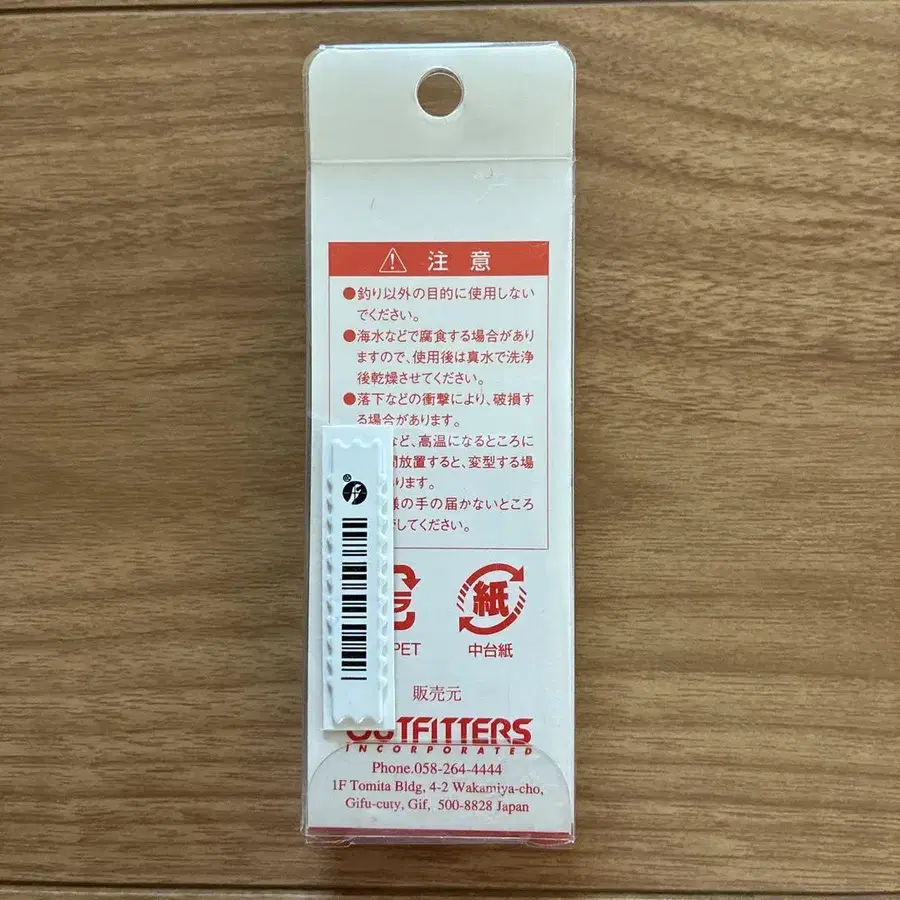 注意
●釣り以外の目的に使用しない
でください。
●海水などで腐食する場合があり
ますので、使用後は真水で洗浄
後乾燥させてください。
●落下などの衝撃により、破損す
る場合があります。
など、高温になるところに
放置すると、変型する場
ります。
の手の届かないところ
してください。
紙
PET
中台紙
販売元
OUTFITTERS
INCORPORATED
Phone.058-264-4444
1F Tomita Bldg, 4-2 Wakamiya-cho,
Gifu-cuty, Gif, 500-8828 Japan